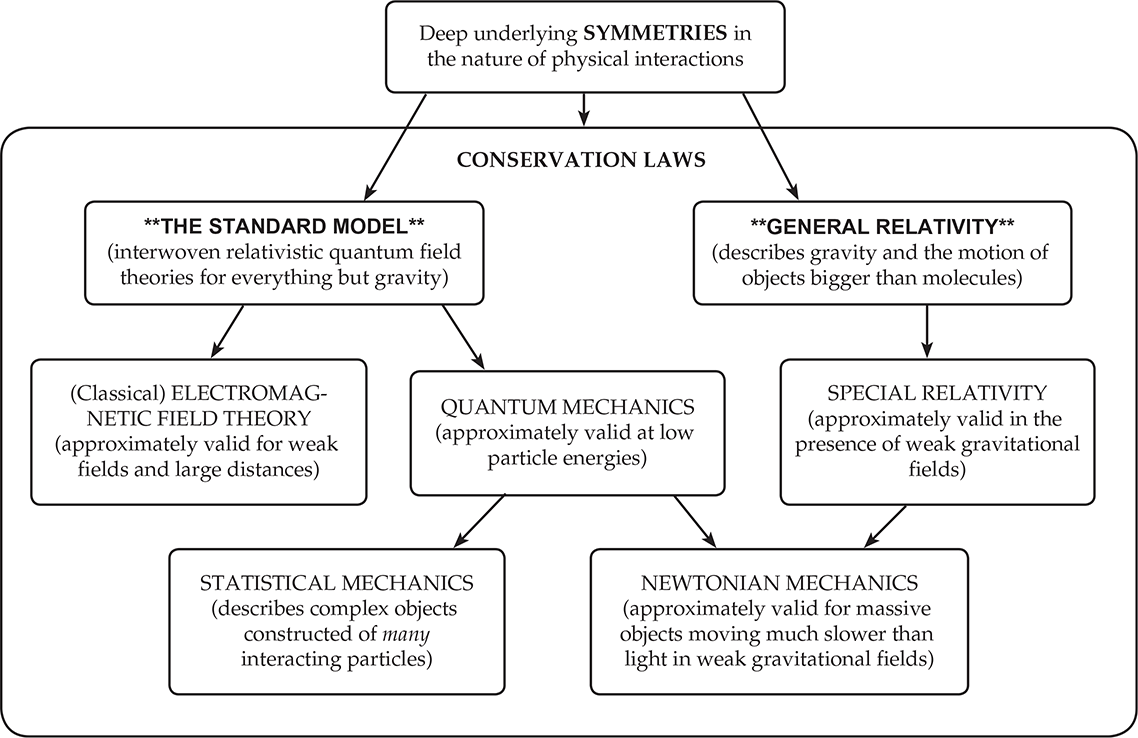 Deep underlying SYMMETRIES in
the nature of physical interactions
CONSERVATION LAWS
**THE STANDARD MODEL**
(interwoven relativistic quantum field
theories for everything but gravity)
**GENERAL RELATIVITY**
(describes gravity and the motion of
objects bigger than molecules)
(Classical) ELECTROMAG-
NETIC FIELD THEORY
(approximately valid for weak
fields and large distances)
QUANTUM MECHANICS
(approximately valid at low
particle energies)
SPECIAL RELATIVITY
(approximately valid in the
presence of weak gravitational
fields)
STATISTICAL MECHANICS
(describes complex objects
constructed of many
interacting particles)
NEWTONIAN MECHANICS
(approximately valid for massive
objects moving much slower than
light in weak gravitational fields)